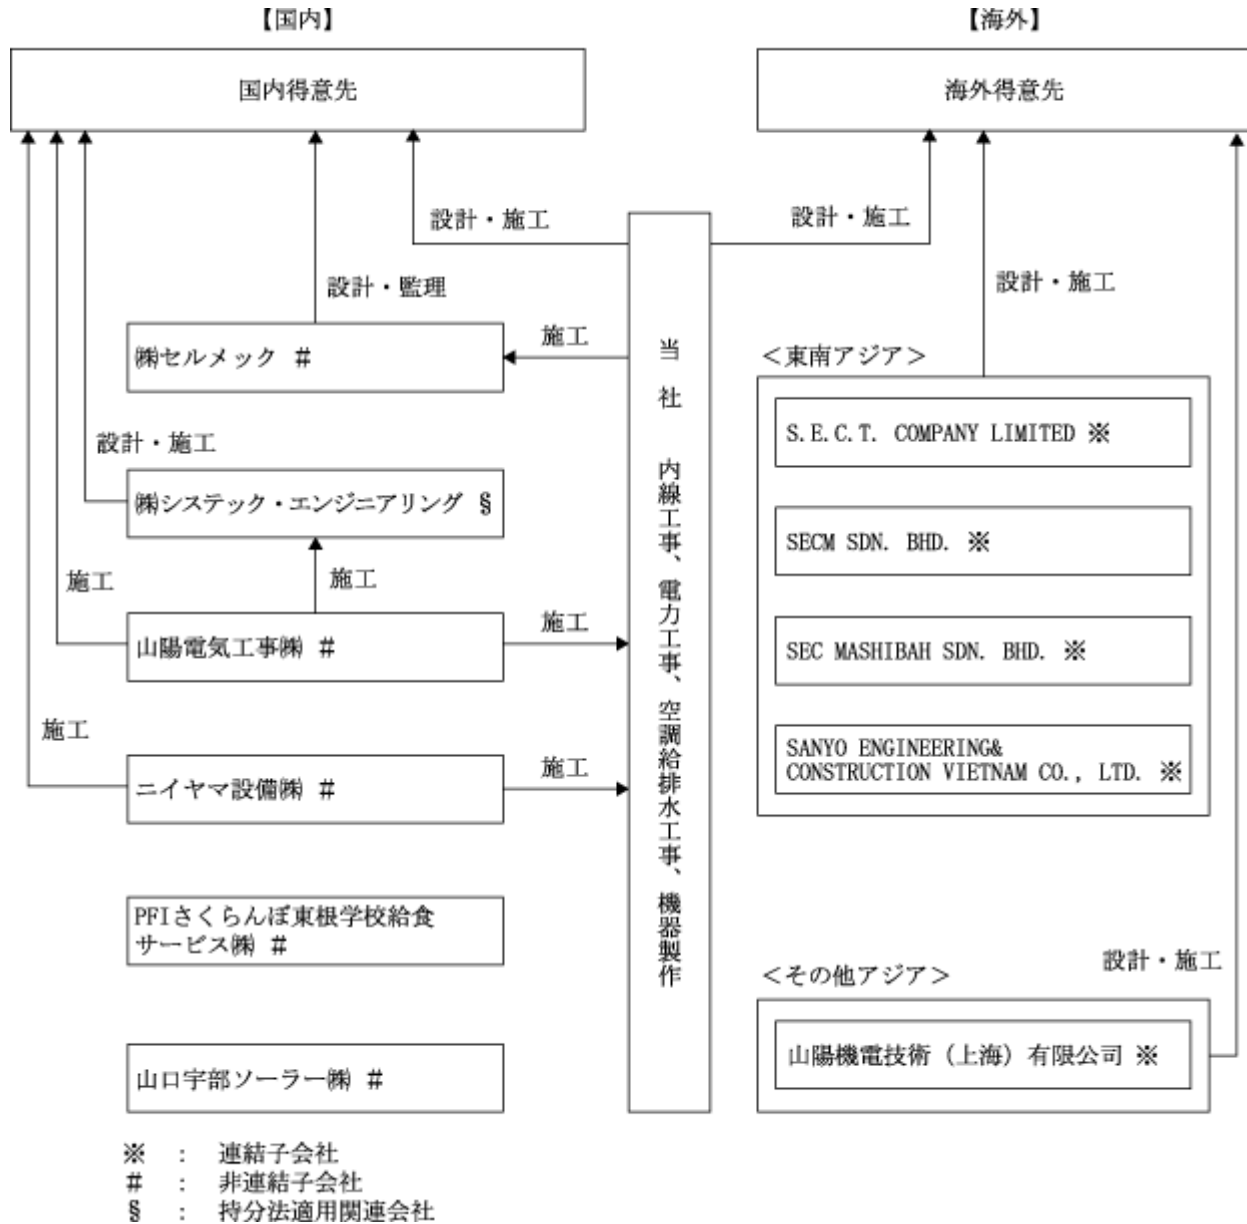 【国内】
【海外】
国内得意先
海外得意先
設計・施工
設計・施工
設計・監理
設計・施工
㈱セルメック #
施工
設計・施工
㈱システック・エンジニアリング §
施工
施工
山陽電気工事㈱ #
施工
施工
ニイヤマ設備㈱ #
施工
PFIさくらんぼ東根学校給食
サービス㈱ #
山口宇部ソーラー㈱ #
当社 内線工事、電力工事、空調給排水工事、機器製作
<東南アジア>
S.E.C.T. COMPANY LIMITED ※
SECM SDN. BHD. ※
SEC MASHIBAH SDN. BHD. ※
SANYO ENGINEERING&
CONSTRUCTION VIETNAM CO., LTD. ※
設計・施工
<その他アジア>
山陽機電技術（上海）有限公司 ※
※ : 連結子会社
# : 非連結子会社
§ : 持分法適用関連会社